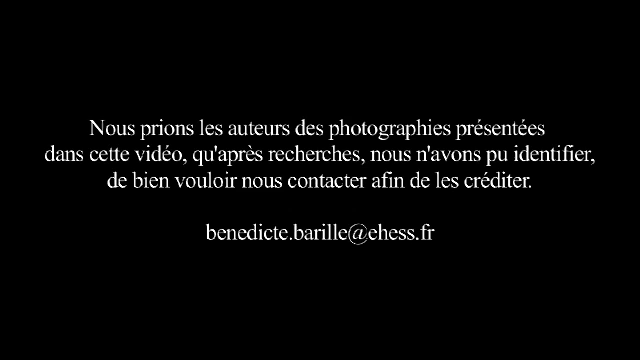 Nous prions les auteurs des photographies présentées
dans cette vidéo, qu'après recherches, nous n'avons pu identifier,
de bien vouloir nous contacter afin de les créditer.
benedicte.barille@ehess.fr